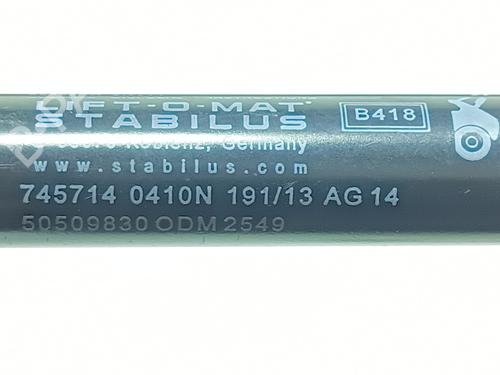 LIFT-O-MAT®
STABILUS
B418
Koblenz, Germany
www.stabilus.com
745714 0410N 191/13 AG 14
50509830 ODM 2549